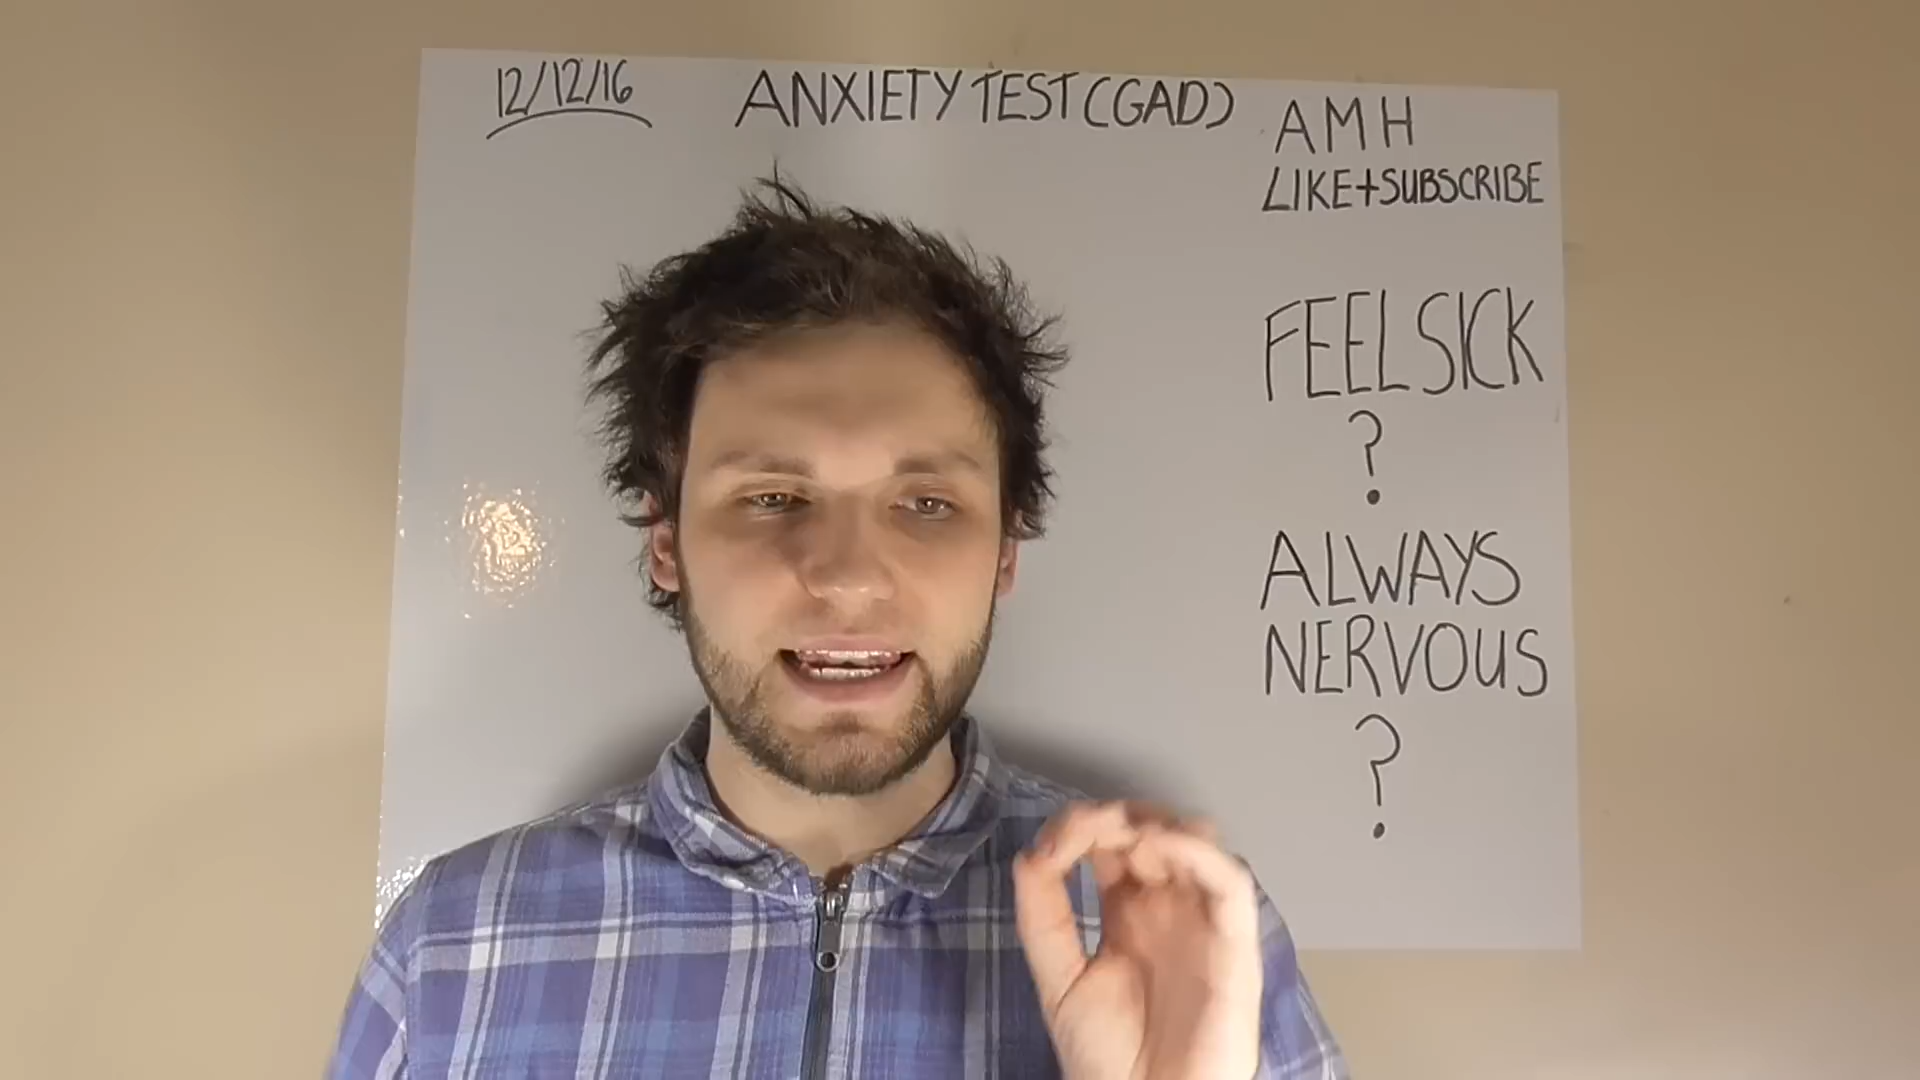 12/12/16
ANXIETY TEST (GAD)
AMH
LIKE+SUBSCRIBE
FEEL SICK
?
ALWAYS
NERVOUS
?